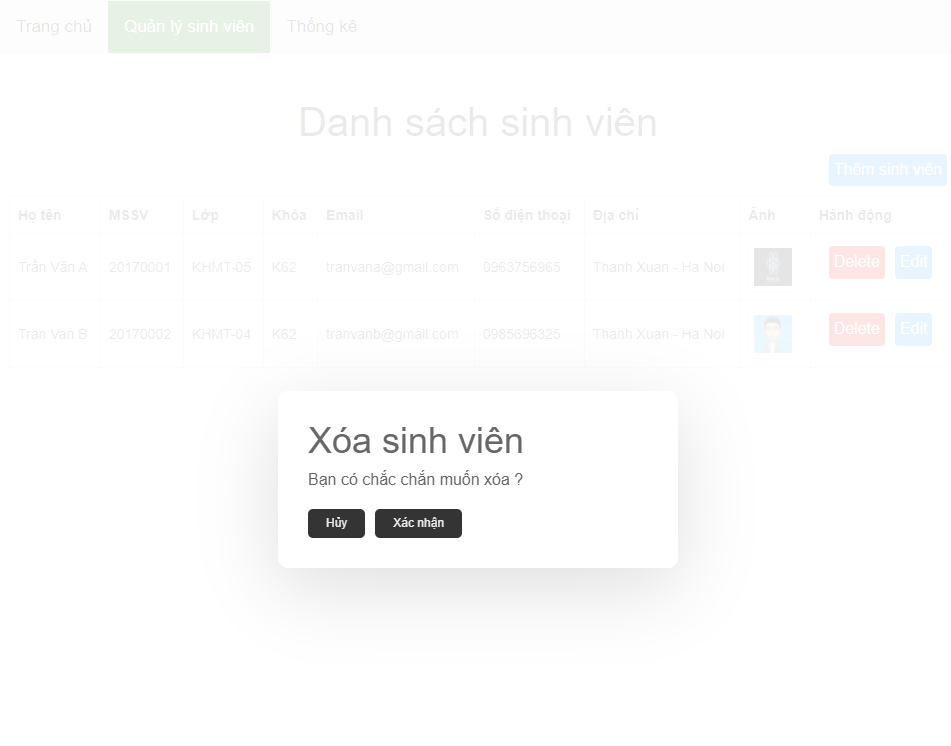 Trang chủ Quản lý sinh viên Thống kê
Danh sách sinh viên
Thêm sinh viên
Họ tên MSSV Lớp Khóa Email Số điện thoại Địa chỉ Ảnh Hành động
Trần Văn A 20170001 KHMT-05 K62 tranvana@gmail.com 0963756965 Thanh Xuan - Ha Noi Delete Edit
Tran Van B 20170002 KHMT-04 K62 tranvanb@gmail.com 0985696325 Thanh Xuan - Ha Noi Delete Edit
Xóa sinh viên
Bạn có chắc chắn muốn xóa ?
Hủy Xác nhận